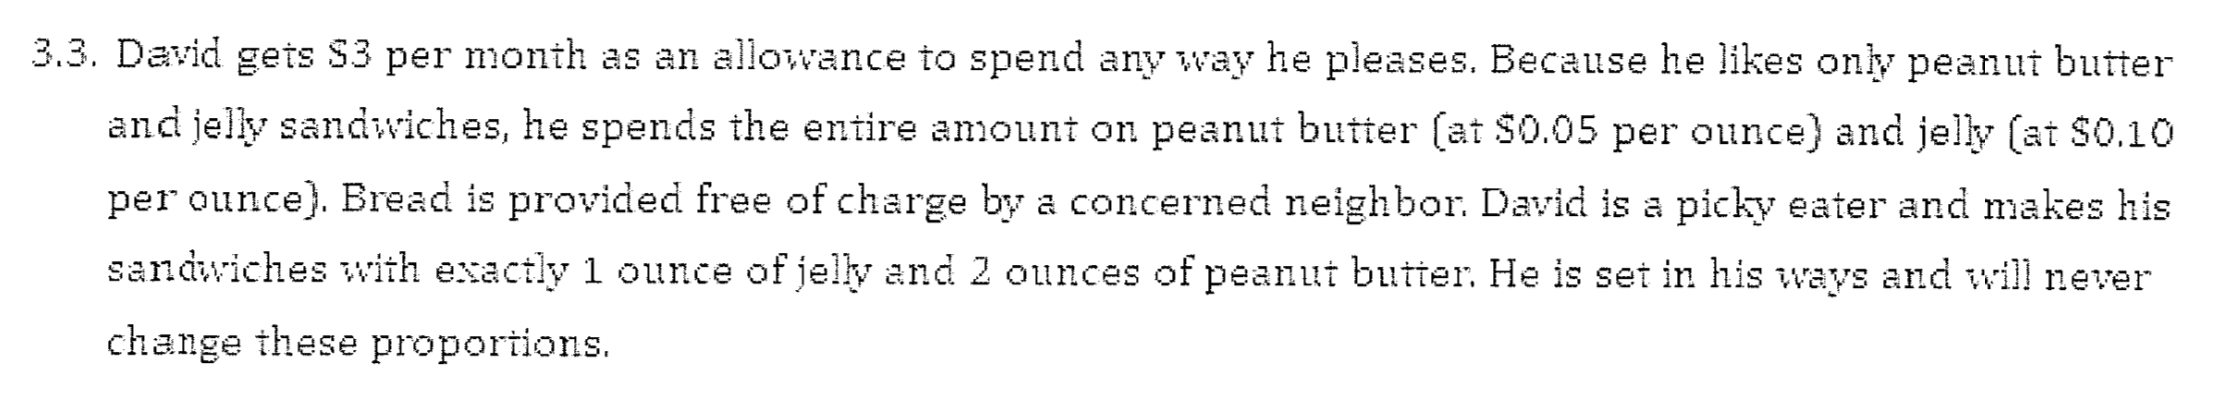 3.3. David gets $3 per month as an allowance to spend any way he pleases. Because he likes only peanut butter
and jelly sandwiches, he spends the entire amount on peanut butter (at $0.05 per ounce) and jelly (at $0.10
per ounce). Bread is provided free of charge by a concerned neighbor. David is a picky eater and makes his
sandwiches with exactly 1 ounce of jelly and 2 ounces of peanut butter. He is set in his ways and will never
change these proportions.